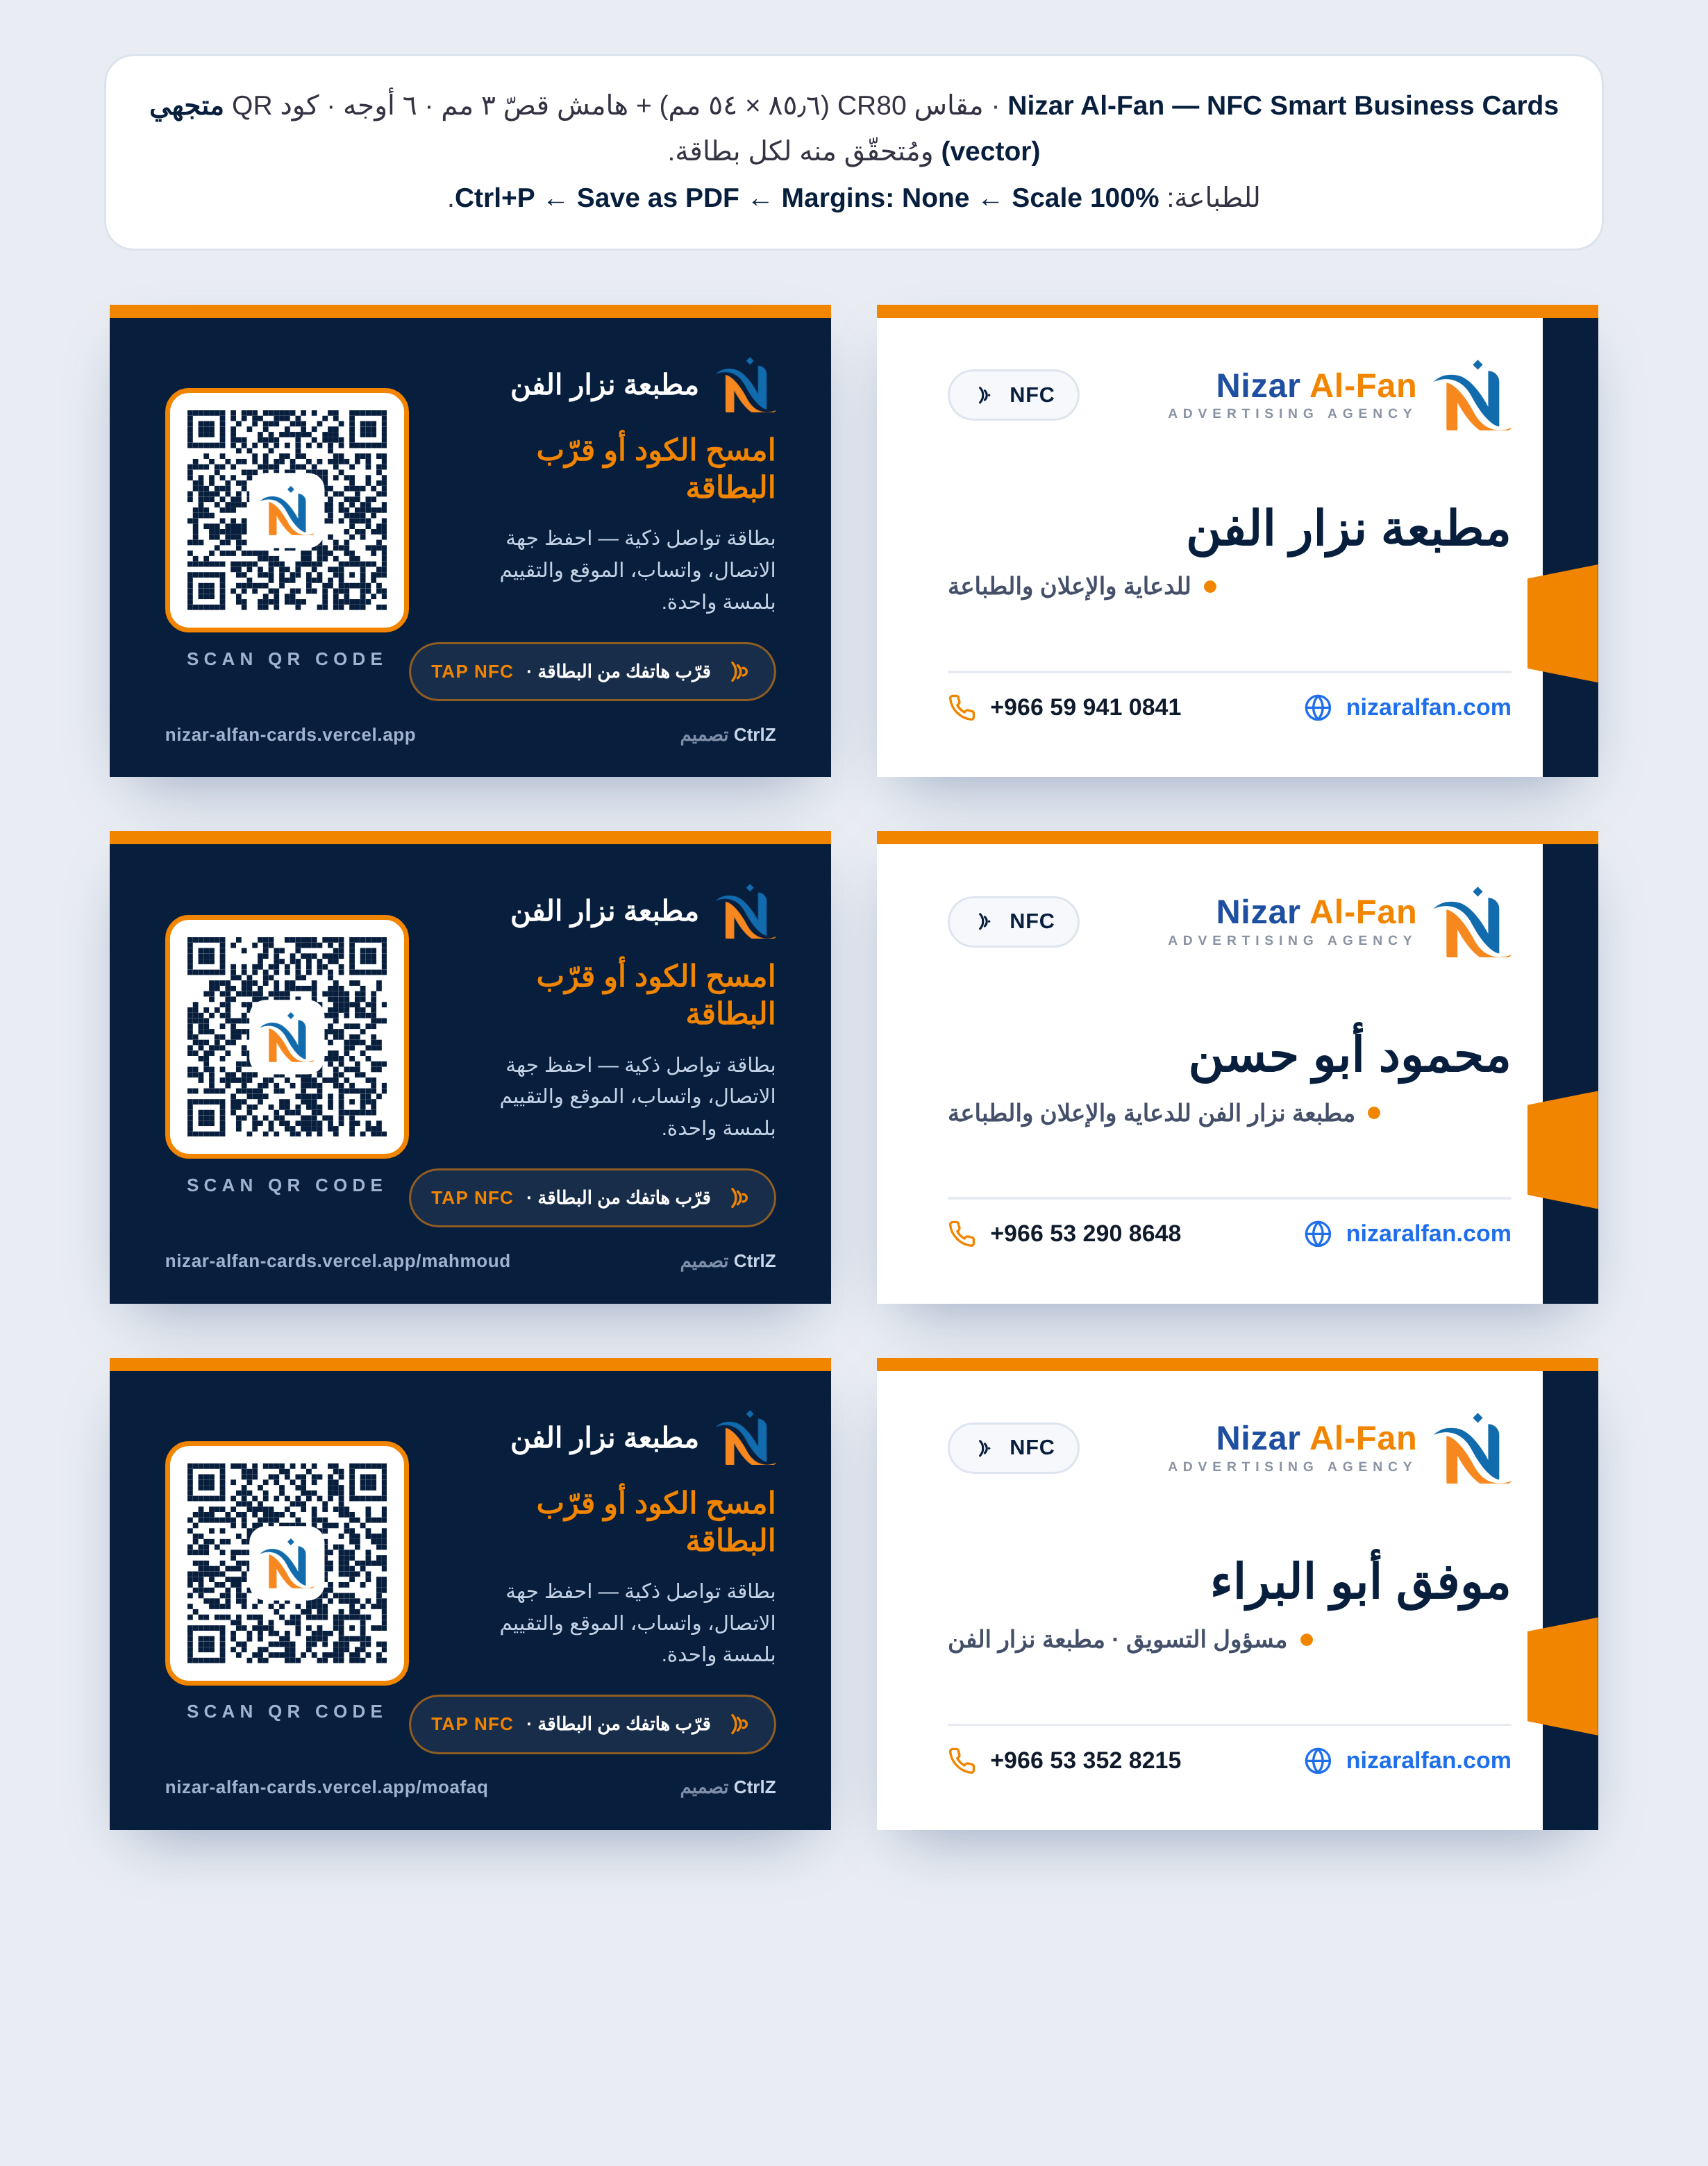 Nizar Al-Fan — NFC Smart Business Cards · مقاس CR80 (٨٥٫٦ × ٥٤ مم) + هامش قصّ ٣ مم · ٦ أوجه · كود QR متجهي
(vector) ومُتحقّق منه لكل بطاقة.
للطباعة: Ctrl+P ← Save as PDF ← Margins: None ← Scale 100%.
Nizar Al-Fan
ADVERTISING AGENCY
NFC
مطبعة نزار الفن
للدعاية والإعلان والطباعة
nizaralfan.com
+966 59 941 0841
مطبعة نزار الفن
امسح الكود أو قرّب
البطاقة
بطاقة تواصل ذكية — احفظ جهة
الاتصال، واتساب، الموقع والتقييم
بلمسة واحدة.
قرّب هاتفك من البطاقة · TAP NFC
SCAN QR CODE
تصميم CtrlZ
nizar-alfan-cards.vercel.app
Nizar Al-Fan
ADVERTISING AGENCY
NFC
محمود أبو حسن
مطبعة نزار الفن للدعاية والإعلان والطباعة
nizaralfan.com
+966 53 290 8648
مطبعة نزار الفن
امسح الكود أو قرّب
البطاقة
بطاقة تواصل ذكية — احفظ جهة
الاتصال، واتساب، الموقع والتقييم
بلمسة واحدة.
قرّب هاتفك من البطاقة · TAP NFC
SCAN QR CODE
تصميم CtrlZ
nizar-alfan-cards.vercel.app/mahmoud
Nizar Al-Fan
ADVERTISING AGENCY
NFC
موفق أبو البراء
مسؤول التسويق · مطبعة نزار الفن
nizaralfan.com
+966 53 352 8215
مطبعة نزار الفن
امسح الكود أو قرّب
البطاقة
بطاقة تواصل ذكية — احفظ جهة
الاتصال، واتساب، الموقع والتقييم
بلمسة واحدة.
قرّب هاتفك من البطاقة · TAP NFC
SCAN QR CODE
تصميم CtrlZ
nizar-alfan-cards.vercel.app/moafaq